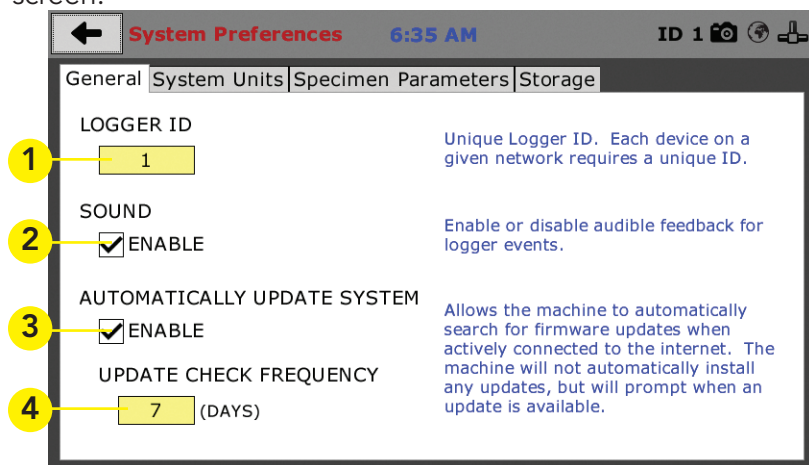 screen.
System Preferences 6:35 AM ID 1
General System Units Specimen Parameters Storage
LOGGER ID
1 1
Unique Logger ID. Each device on a
given network requires a unique ID.
SOUND
2 ENABLE
Enable or disable audible feedback for
logger events.
AUTOMATICALLY UPDATE SYSTEM
3 ENABLE
UPDATE CHECK FREQUENCY
4 7 (DAYS)
Allows the machine to automatically
search for firmware updates when
actively connected to the internet. The
machine will not automatically install
any updates, but will prompt when an
update is available.